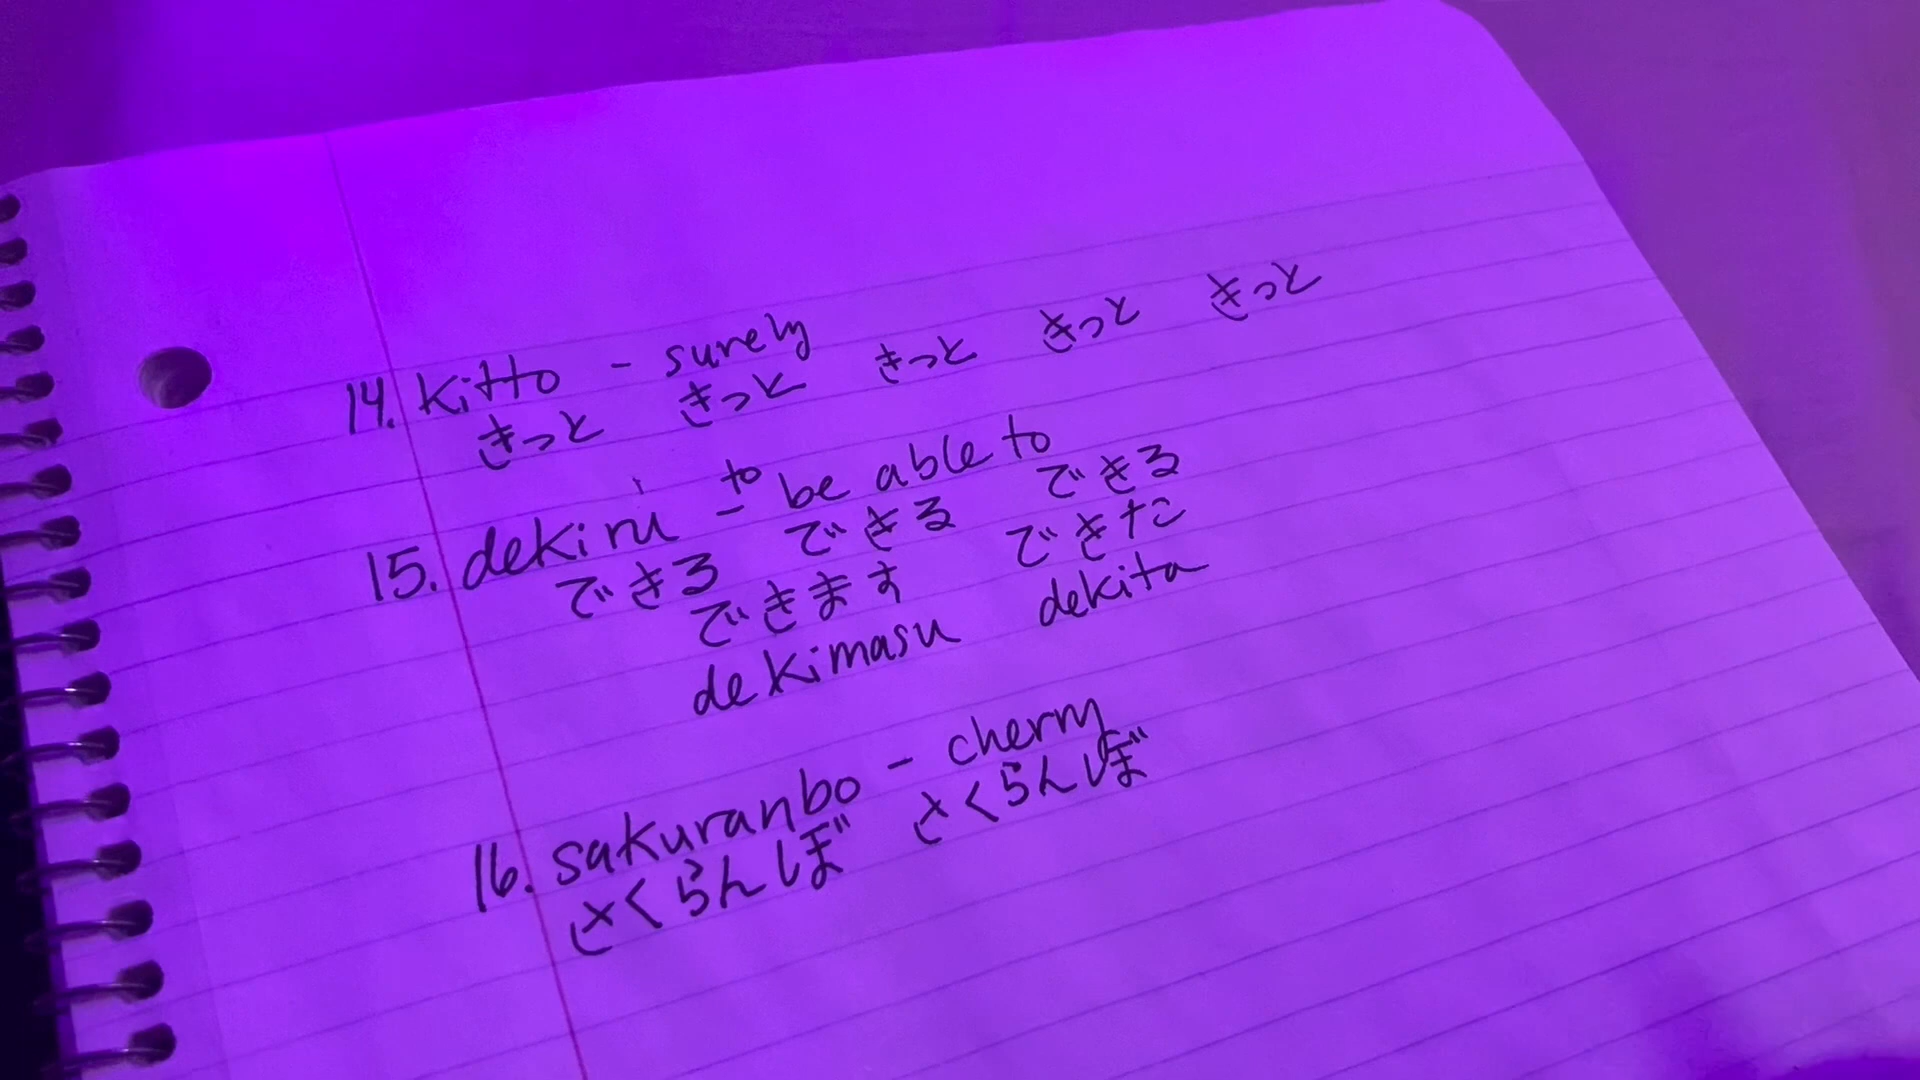 14. kitto - surely
きっと きっと きっと きっと きっと
15. dekiru - to be able to
できる できる できる
できます できた
dekimasu dekita
16. sakuranbo - cherry
さくらんぼ さくらんぼ